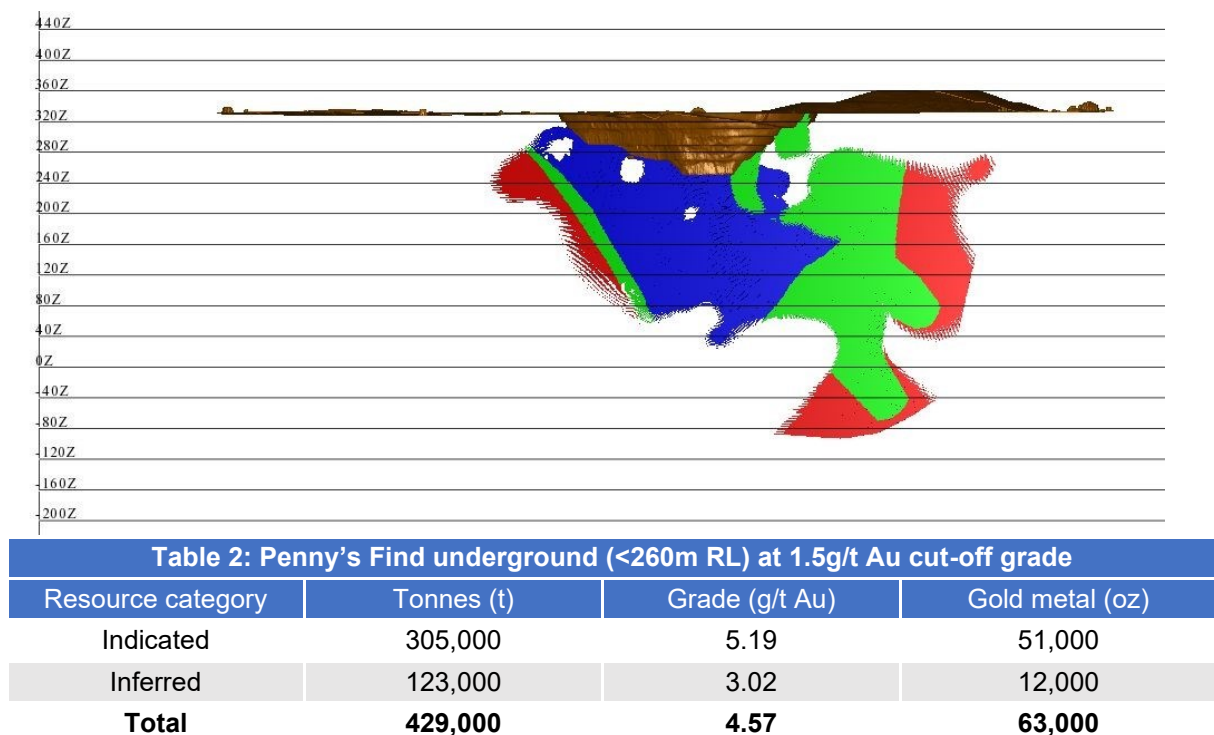 440Z
400Z
360Z
320Z
280Z
240Z
200Z
160Z
120Z
80Z
40Z
0Z
-40Z
-80Z
-120Z
-160Z
-200Z
Table 2: Penny’s Find underground (<260m RL) at 1.5g/t Au cut-off grade
Resource category Tonnes (t) Grade (g/t Au) Gold metal (oz)
Indicated 305,000 5.19 51,000
Inferred 123,000 3.02 12,000
Total 429,000 4.57 63,000